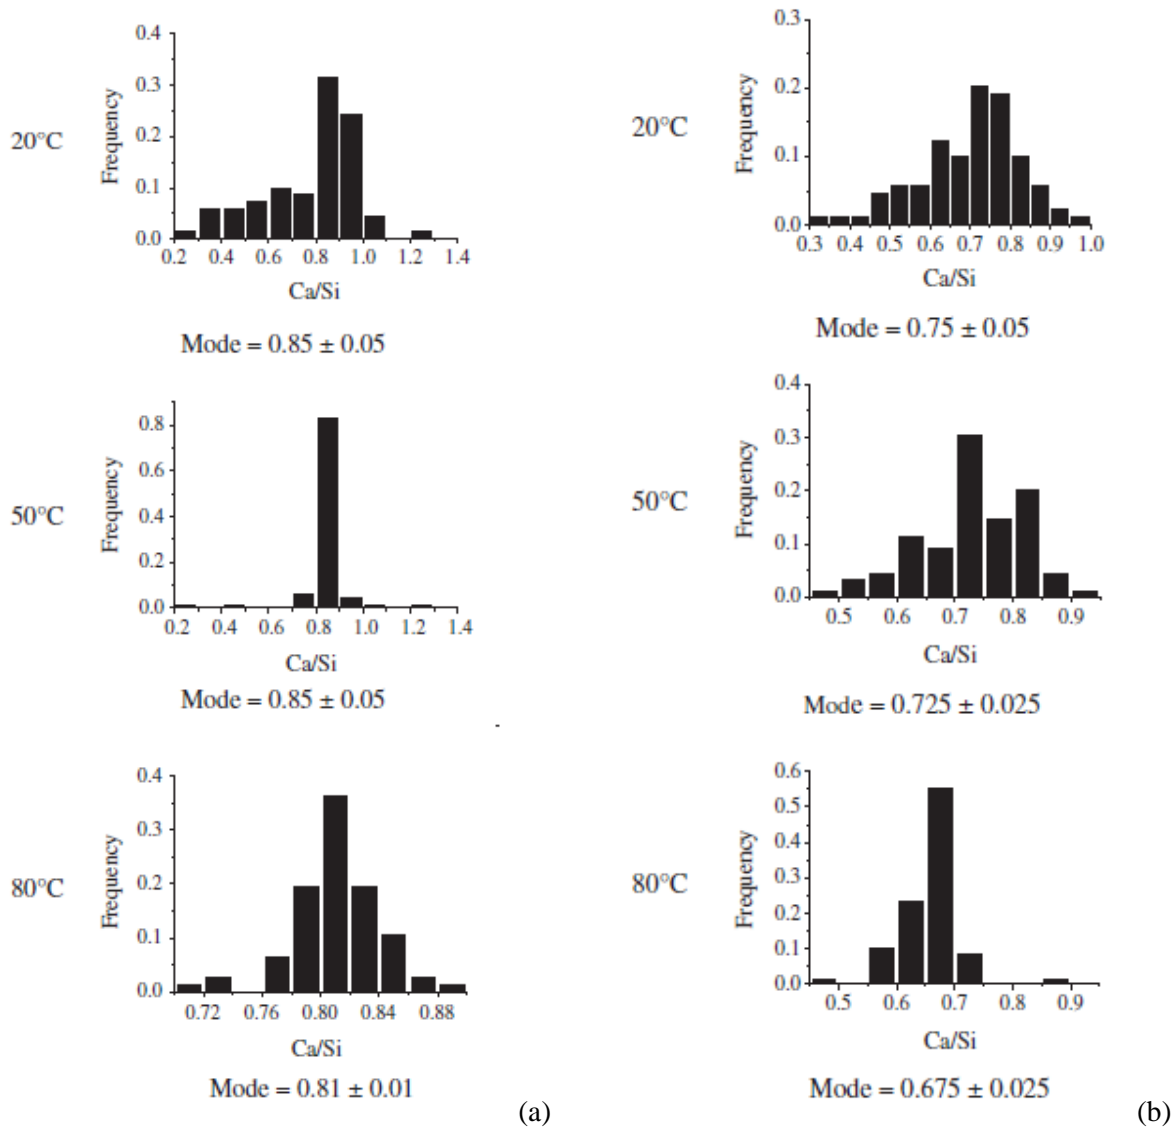 20°C
Frequency
0.4
0.3
0.2
0.1
0.0
0.2 0.4 0.6 0.8 1.0 1.2 1.4
Ca/Si
Mode = 0.85 ± 0.05
50°C
Frequency
0.8
0.6
0.4
0.2
0.0
0.2 0.4 0.6 0.8 1.0 1.2 1.4
Ca/Si
Mode = 0.85 ± 0.05
80°C
Frequency
0.4
0.3
0.2
0.1
0.0
0.72 0.76 0.80 0.84 0.88
Ca/Si
Mode = 0.81 ± 0.01
(a)
20°C
Frequency
0.3
0.2
0.1
0.0
0.3 0.4 0.5 0.6 0.7 0.8 0.9 1.0
Ca/Si
Mode = 0.75 ± 0.05
50°C
Frequency
0.4
0.3
0.2
0.1
0.0
0.5 0.6 0.7 0.8 0.9
Ca/Si
Mode = 0.725 ± 0.025
80°C
Frequency
0.6
0.5
0.4
0.3
0.2
0.1
0.0
0.5 0.6 0.7 0.8 0.9
Ca/Si
Mode = 0.675 ± 0.025
(b)